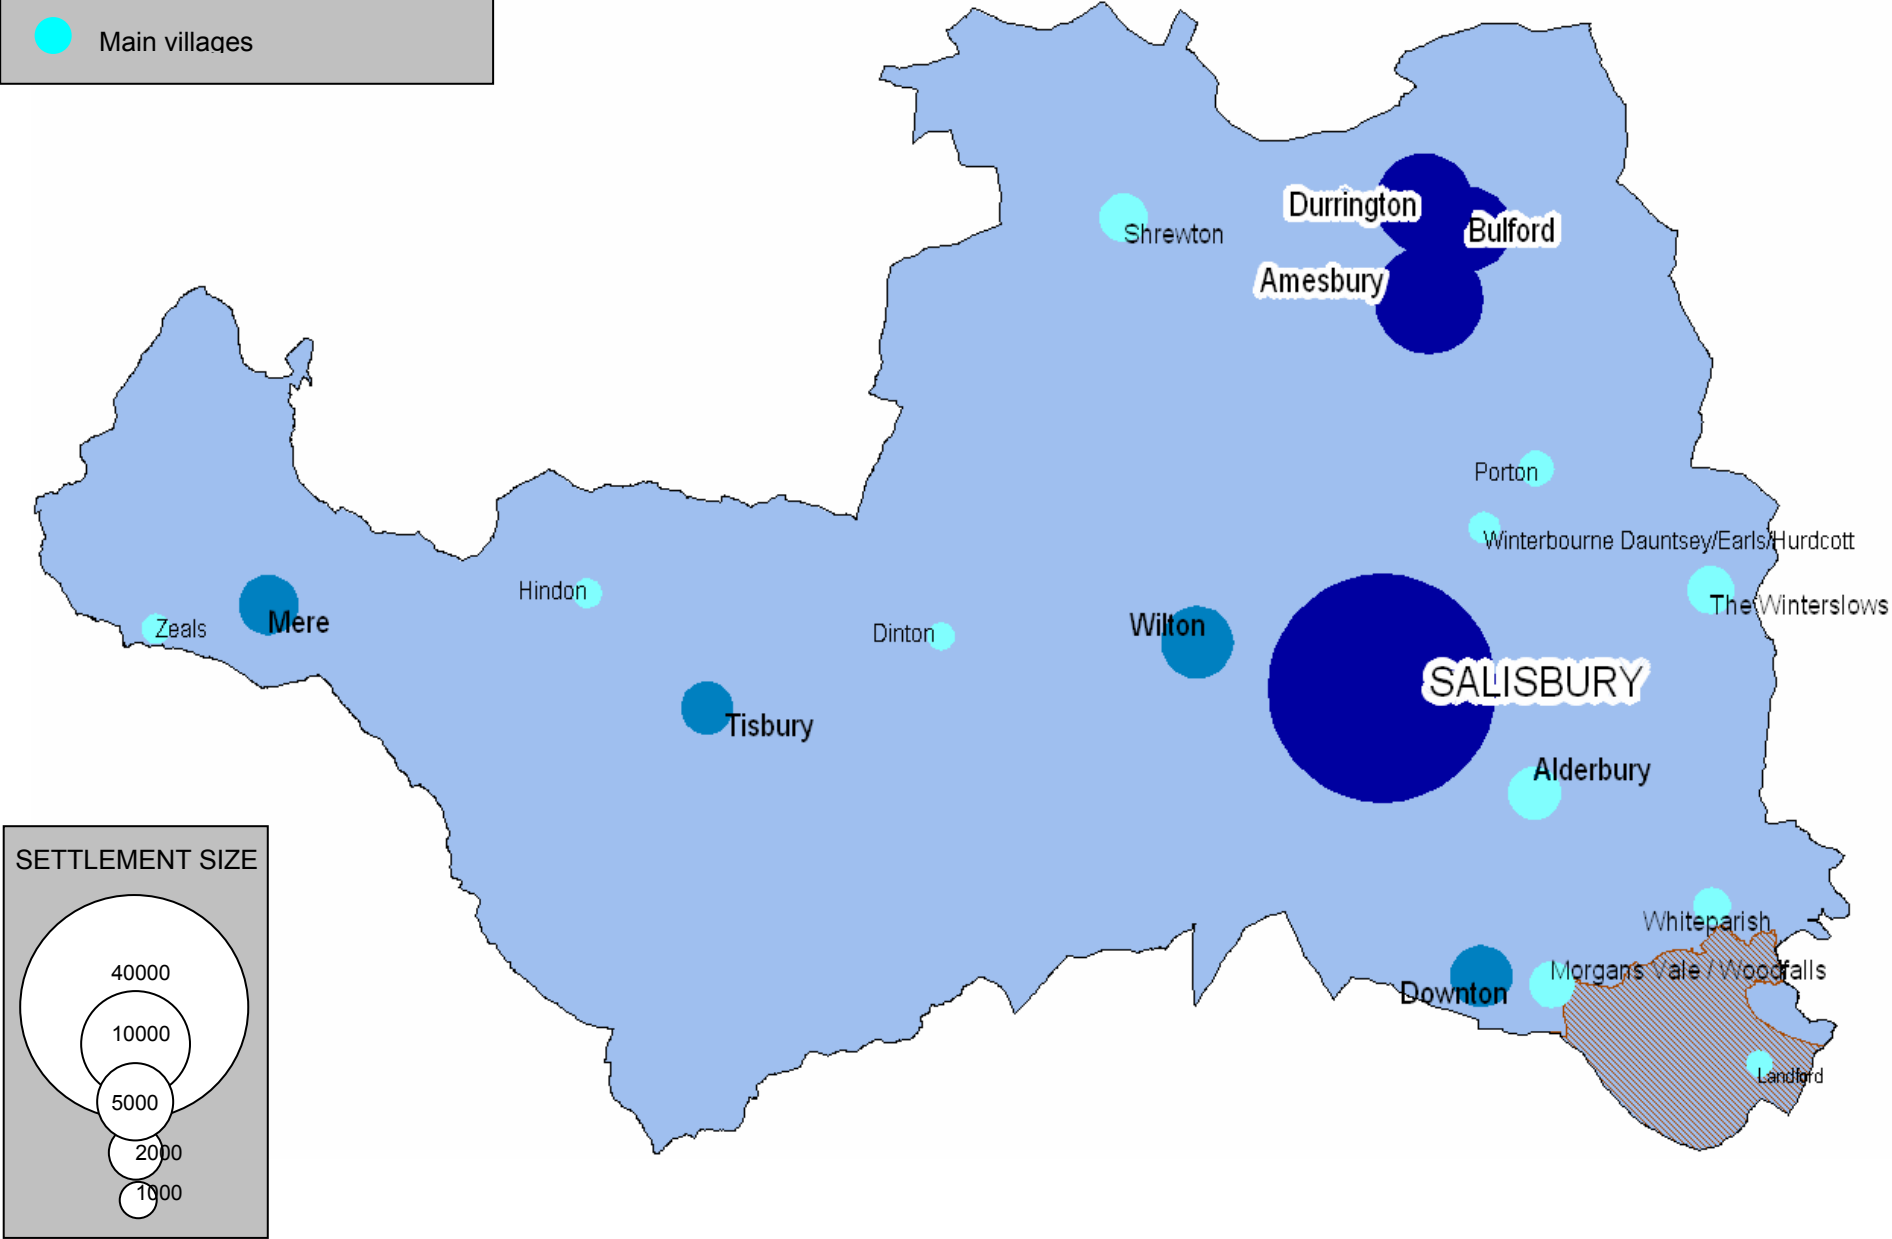 Main villages
Durrington
Bulford
Shrewton
Amesbury
Porton
Winterbourne Dauntsey/Earls/Hurdcott
Hindon
The Winterslows
Mere
Zeals
Dinton
Wilton
SALISBURY
Tisbury
Alderbury
SETTLEMENT SIZE
Whiteparish
40000
Morgans Vale / Woodfalls
Downton
10000
Landford
5000
2000
1000